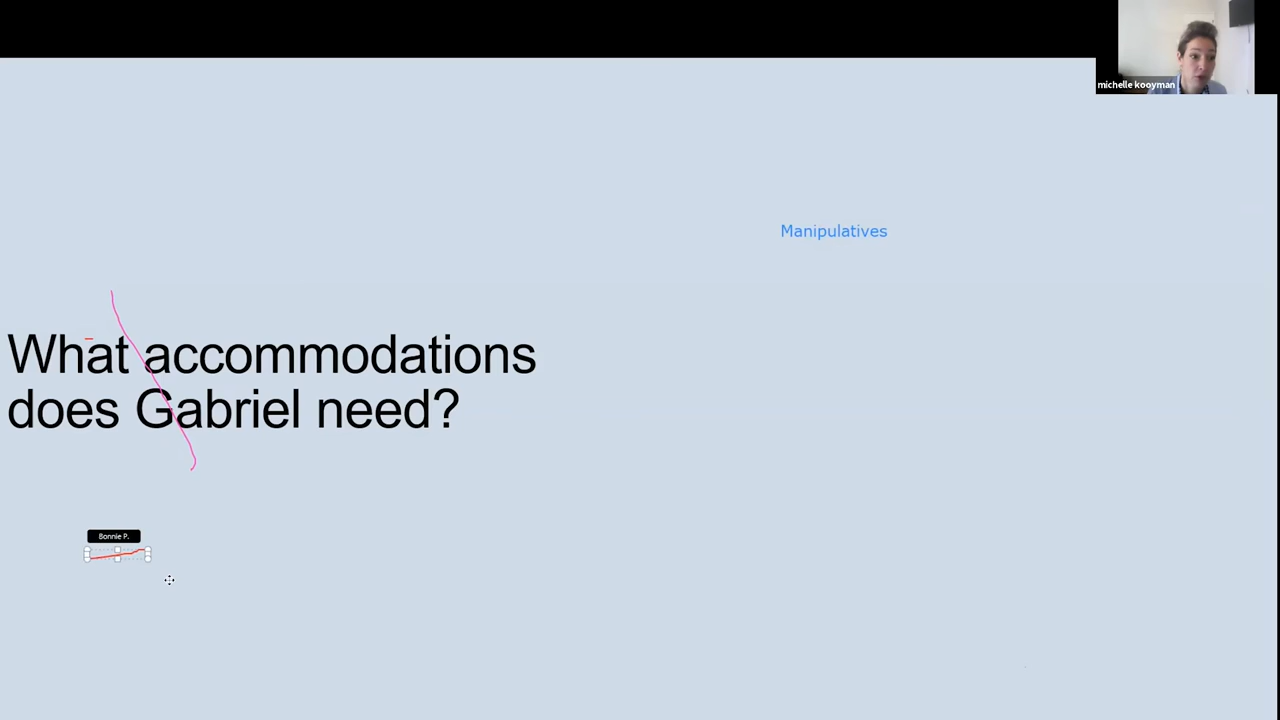 michelle kooyman
Manipulatives
What accommodations
does Gabriel need?
Bonnie P.